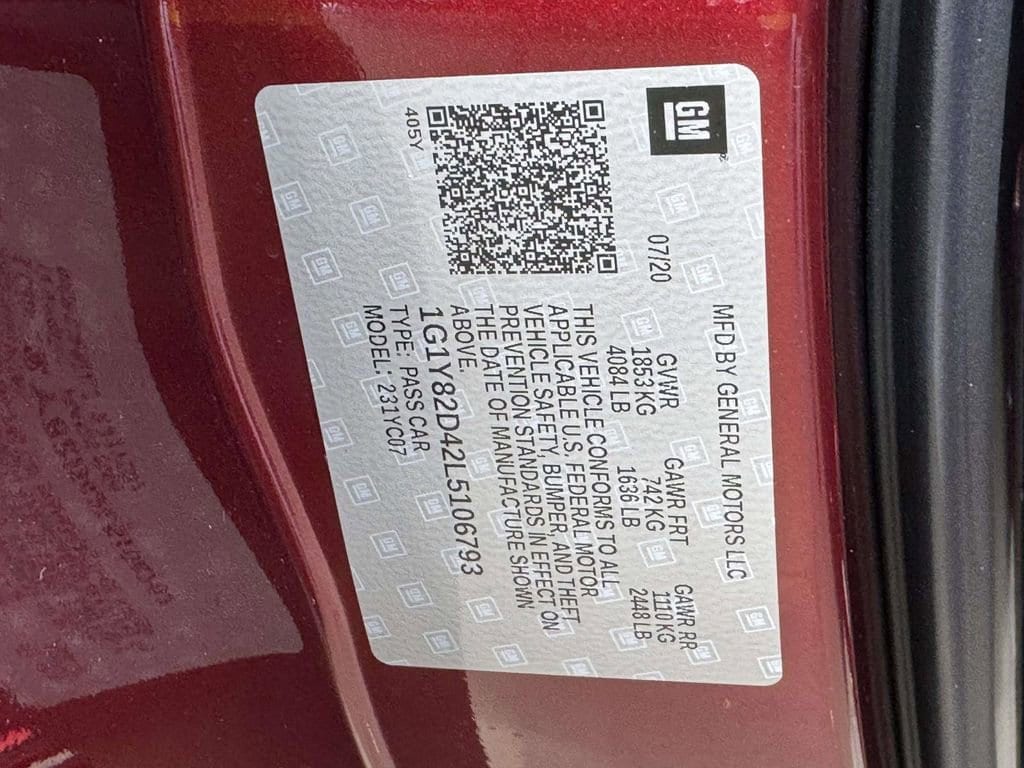 GM
07/20
MFD BY GENERAL MOTORS LLC
GVWR GAWR FRT GAWR RR
1853 KG 742 KG 1110 KG
4084 LB 1636 LB 2448 LB
THIS VEHICLE CONFORMS TO ALL
APPLICABLE U.S. FEDERAL MOTOR
VEHICLE SAFETY, BUMPER, AND THEFT
PREVENTION STANDARDS IN EFFECT ON
THE DATE OF MANUFACTURE SHOWN
ABOVE.
1G1Y82D42L5106793
TYPE: PASS CAR
MODEL: 231YC07
405Y